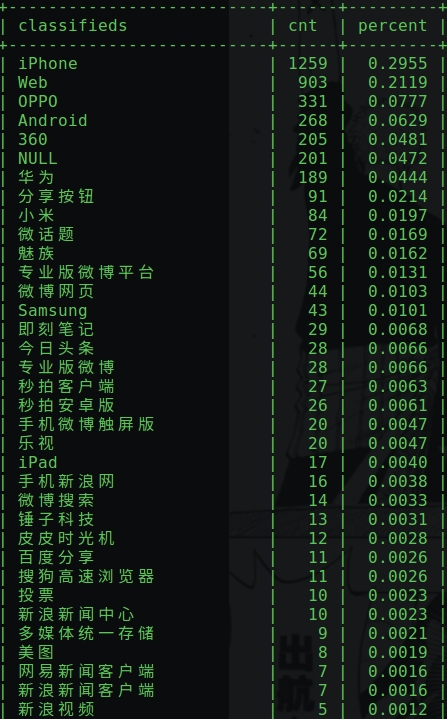 classifieds | cnt | percent
iPhone | 1259 | 0.2955
Web | 903 | 0.2119
OPPO | 331 | 0.0777
Android | 268 | 0.0629
360 | 205 | 0.0481
NULL | 201 | 0.0472
华为 | 189 | 0.0444
分享按钮 | 91 | 0.0214
小米 | 84 | 0.0197
微话题 | 72 | 0.0169
魅族 | 69 | 0.0162
专业版微博平台 | 56 | 0.0131
微博网页 | 44 | 0.0103
Samsung | 43 | 0.0101
即刻笔记 | 29 | 0.0068
今日头条 | 28 | 0.0066
专业版微博 | 28 | 0.0066
秒拍客户端 | 27 | 0.0063
秒拍安卓版 | 26 | 0.0061
手机微博触屏版 | 20 | 0.0047
乐视 | 20 | 0.0047
iPad | 17 | 0.0040
手机新浪网 | 16 | 0.0038
微博搜索 | 14 | 0.0033
锤子科技 | 13 | 0.0031
皮皮时光机 | 12 | 0.0028
百度分享 | 11 | 0.0026
搜狗高速浏览器 | 11 | 0.0026
投票 | 10 | 0.0023
新浪新闻中心 | 10 | 0.0023
多媒体统一存储 | 9 | 0.0021
美图 | 8 | 0.0019
网易新闻客户端 | 7 | 0.0016
新浪新闻客户端 | 7 | 0.0016
新浪视频 | 5 | 0.0012
出航